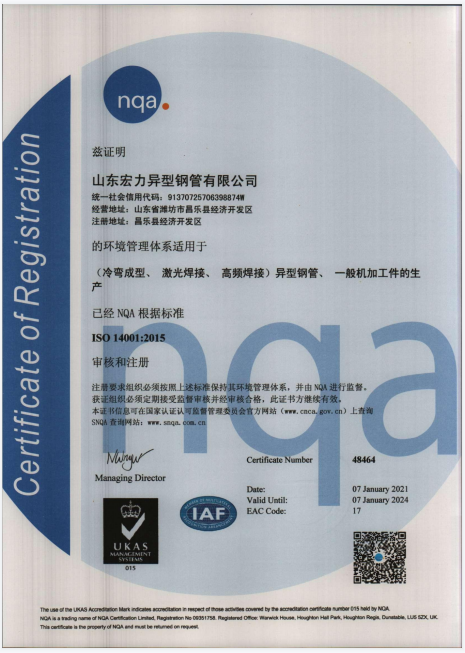 Certificate of Registration
nqa.
兹证明
山东宏力异型钢管有限公司
统一社会信用代码：91370725706398874W
经营地址：山东省潍坊市昌乐县经济开发区
注册地址：昌乐县经济开发区
的环境管理体系适用于
（冷弯成型、 激光焊接、 高频焊接）异型钢管、 一般机加工件的生
产
已经 NQA 根据标准
ISO 14001:2015
审核和注册
注册要求组织必须按照上述标准保持其环境管理体系，并由 NQA 进行监督。
获证组织必须定期接受监督审核并经审核合格，此证书方继续有效。
本证书信息可在国家认证认可监督管理委员会官方网站（www.cnca.gov.cn）上查询
SNQA 查询网站：www.snqa.com.cn
nqa
Managing Director
Certificate Number 48464
Date: 07 January 2021
Valid Until: 07 January 2024
EAC Code: 17
UKAS
MANAGEMENT
SYSTEMS
015
IAF
The use of the UKAS Accreditation Mark indicates accreditation in respect of those activities covered by the accreditation certificate number 015 held by NQA.
NQA is a trading name of NQA Certification Limited, Registration No 09351758. Registered Office: Warwick House, Houghton Hall Park, Houghton Regis, Dunstable, LU5 5ZX, UK.
This certificate is the property of NQA and must be returned on request.